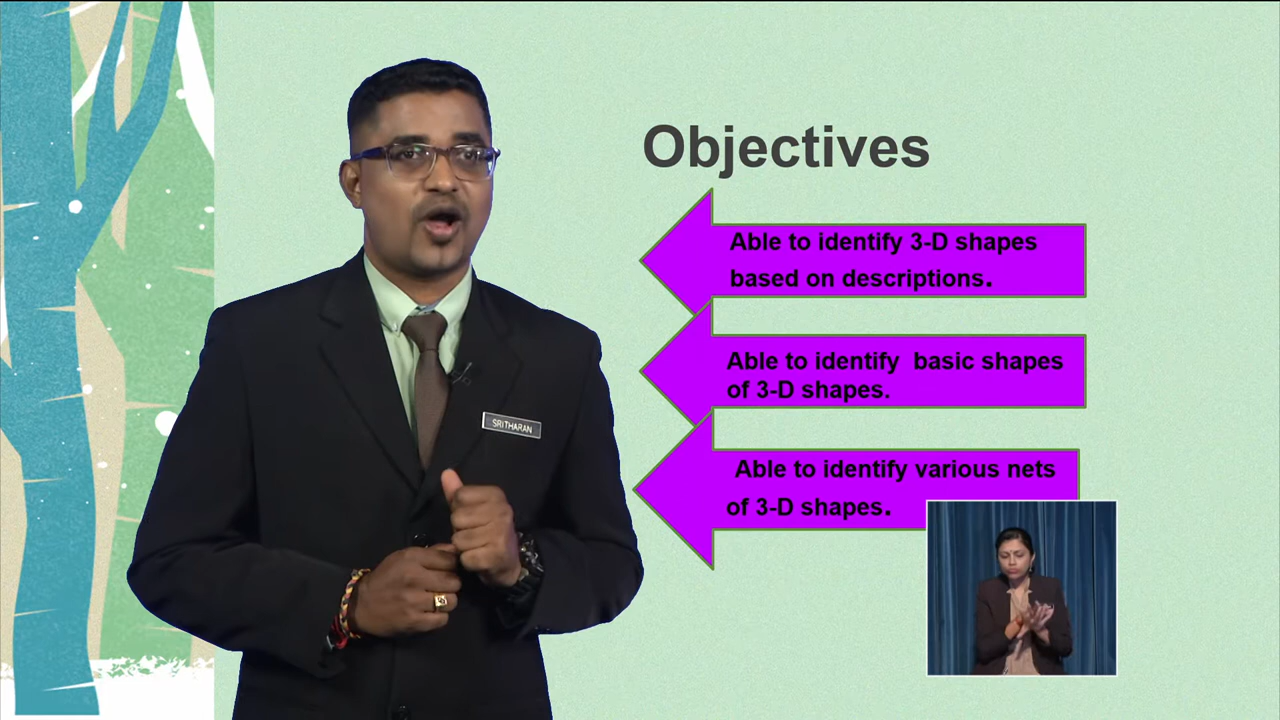 Objectives
Able to identify 3-D shapes
based on descriptions.
Able to identify  basic shapes
of 3-D shapes.
Able to identify various nets
of 3-D shapes.
SRITHARAN